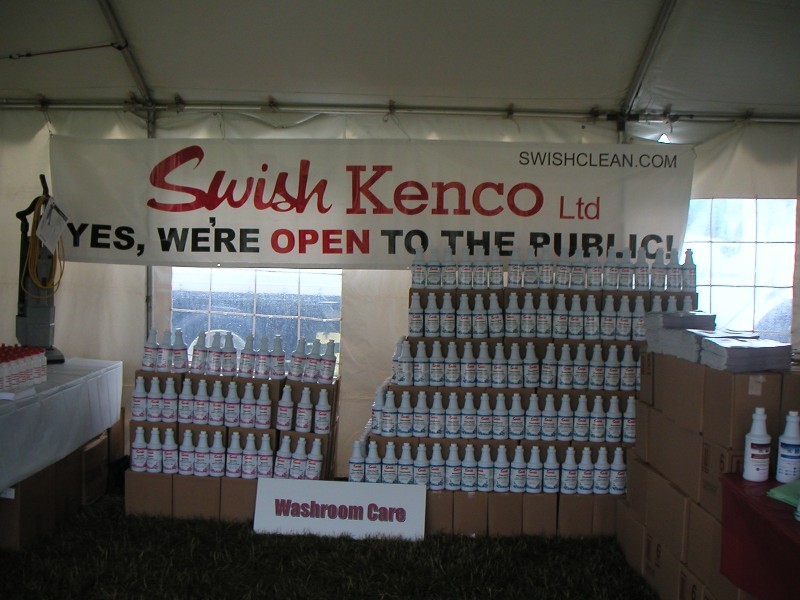 SWISHCLEAN.COM
Swish Kenco Ltd
YES, WE'RE OPEN TO THE PUBLIC!
Washroom Care